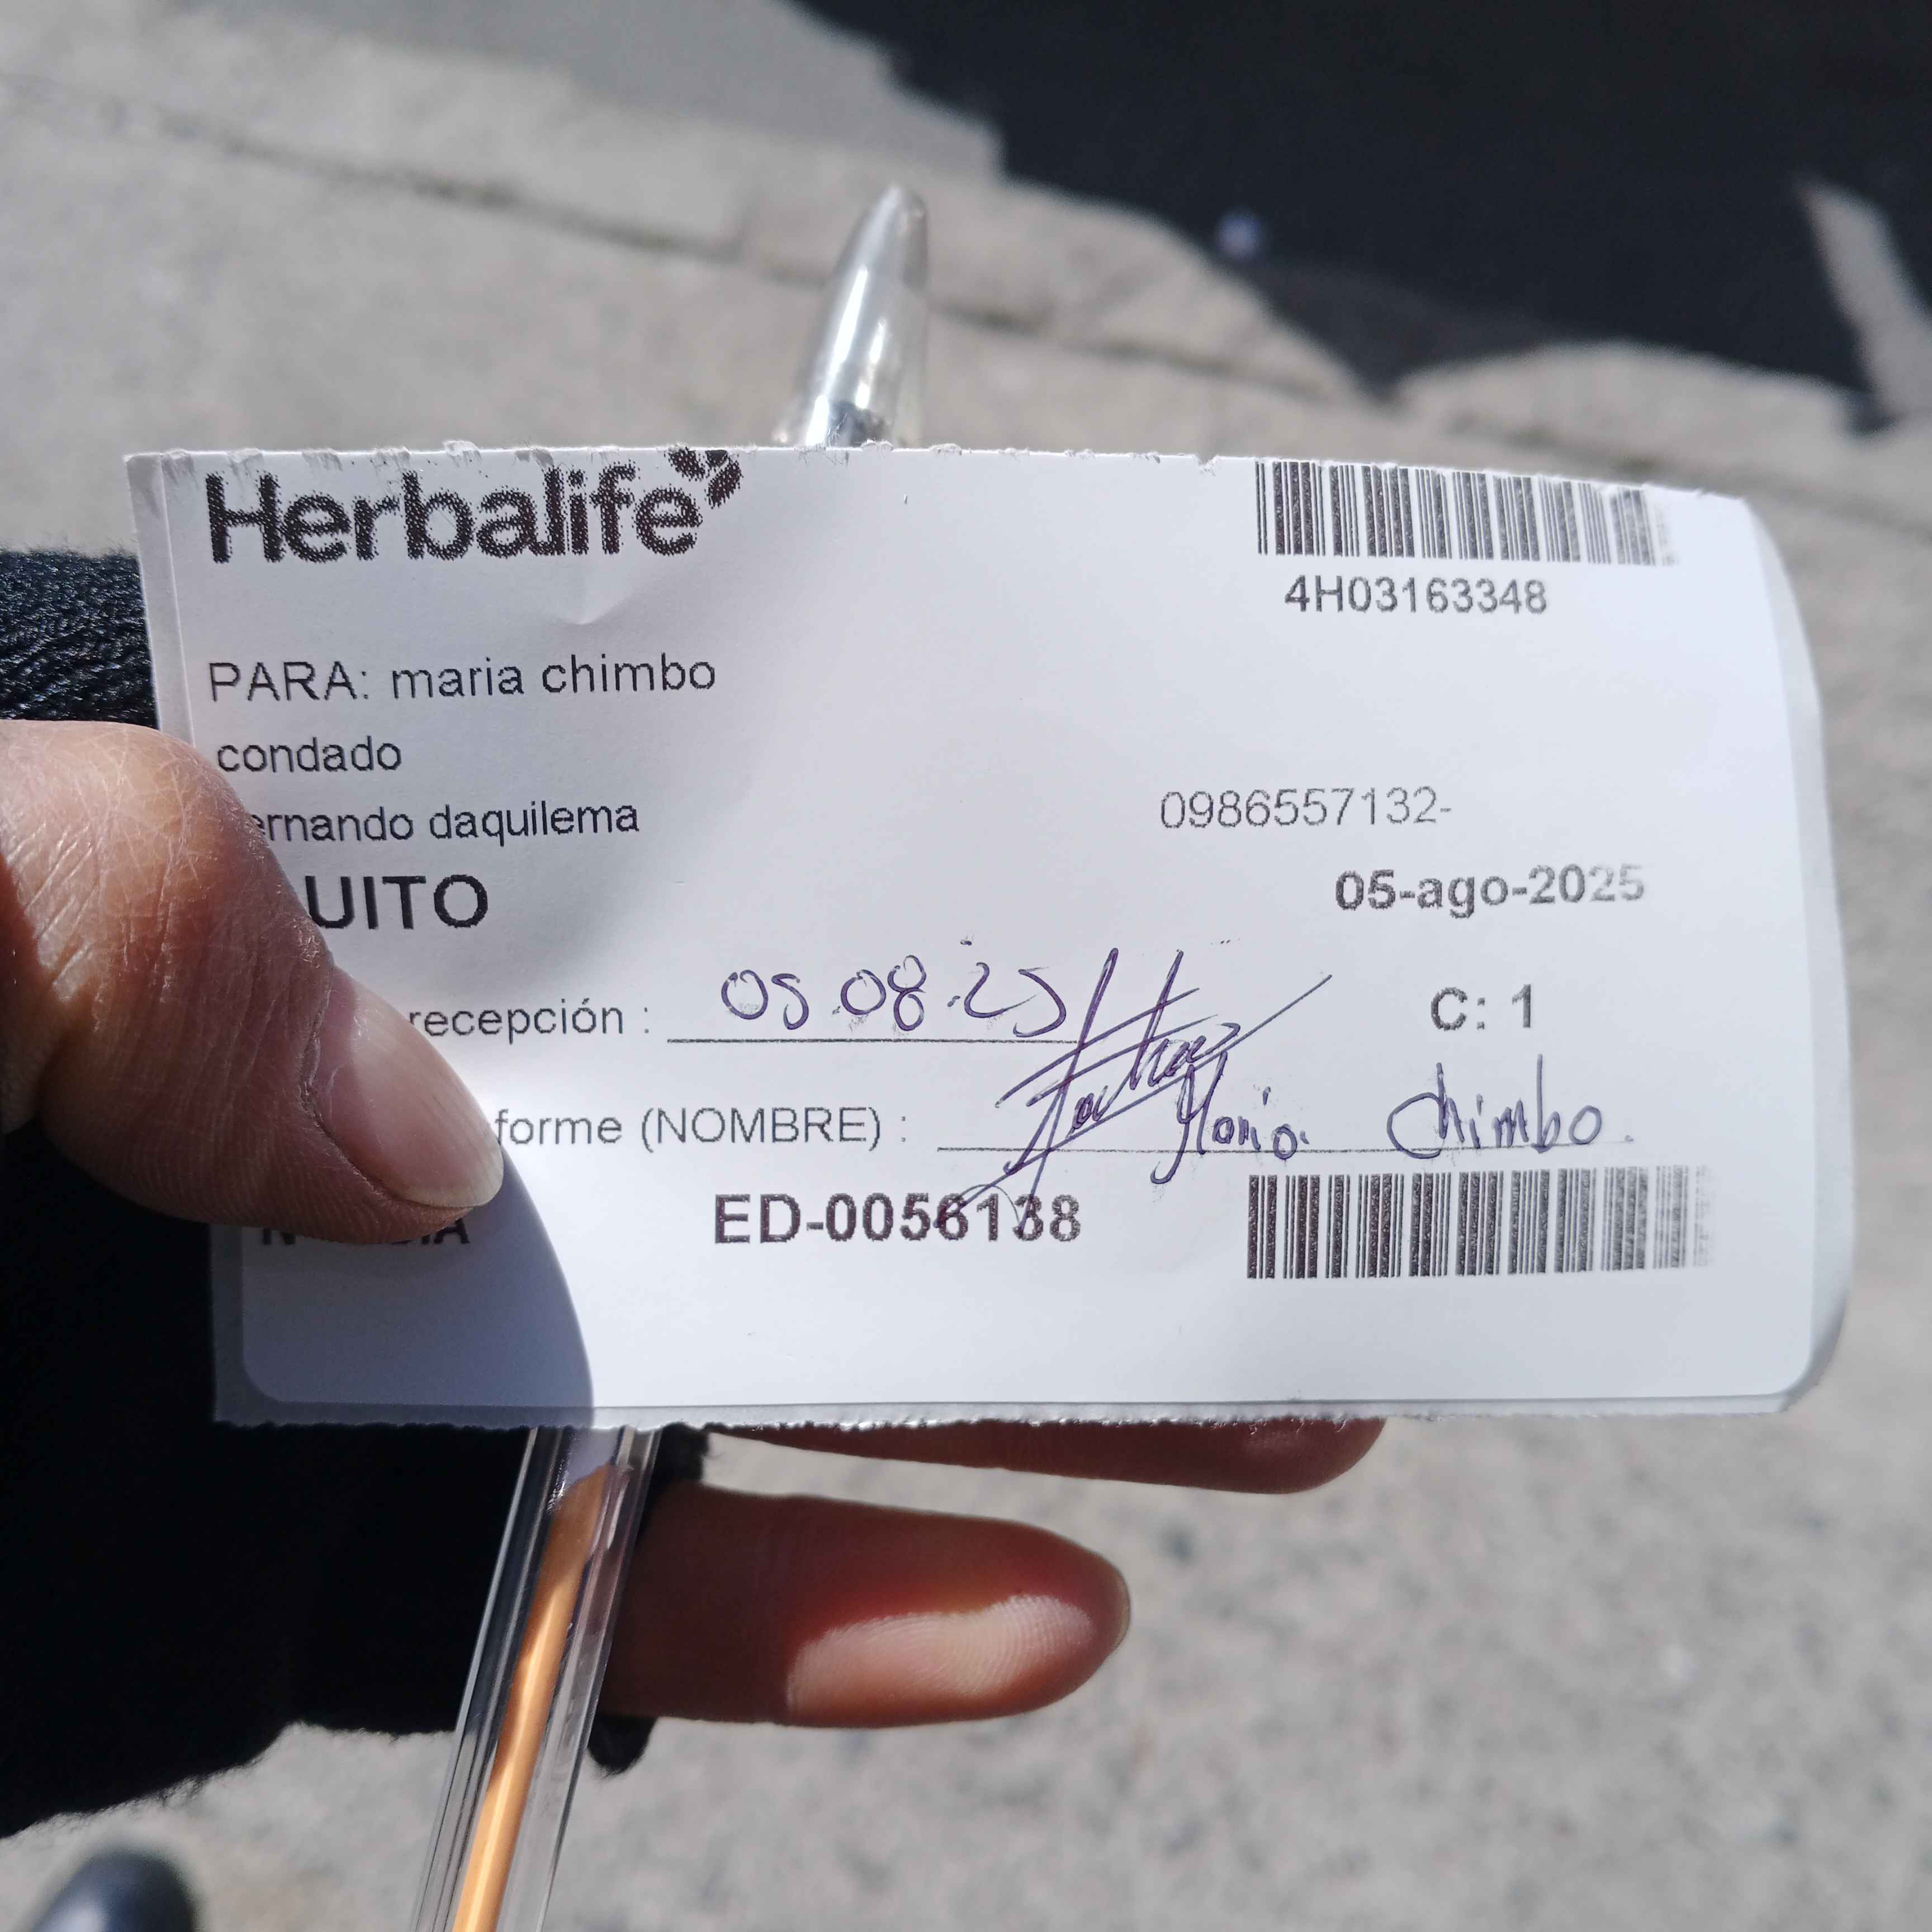 Herbalife
4H03163348
PARA: maria chimbo
condado
ernando daquilema
0986557132-
UITO
05-ago-2025
recepción : 05.08.25
C: 1
forme (NOMBRE) : Maria Chimbo.
ED-0056138